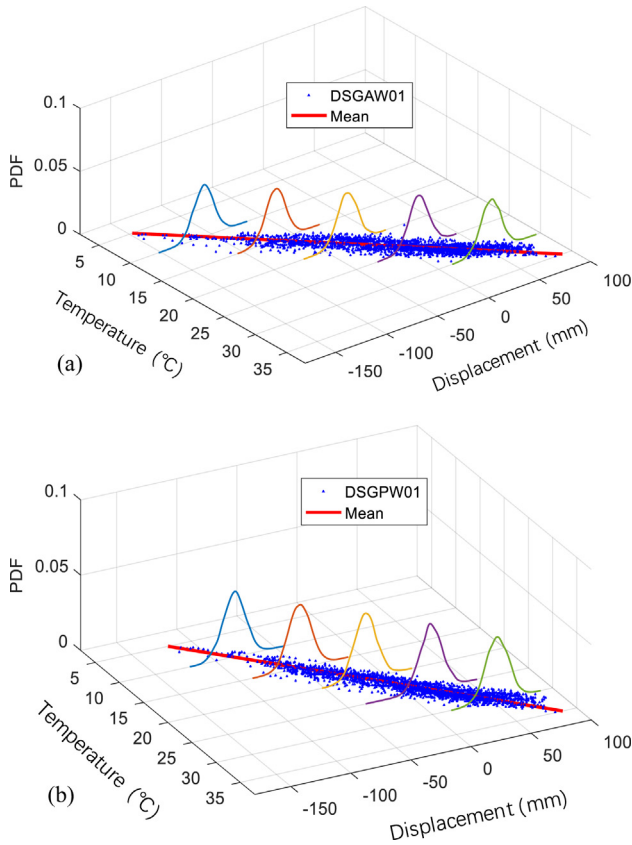 0.1
DSGAW01
Mean
0.05
PDF
0
5
10
15
20
25
30
35
Temperature (℃)
-150
-100
-50
0
50
100
Displacement (mm)
(a)
0.1
DSGPW01
Mean
0.05
PDF
0
5
10
15
20
25
30
35
Temperature (℃)
-150
-100
-50
0
50
100
Displacement (mm)
(b)